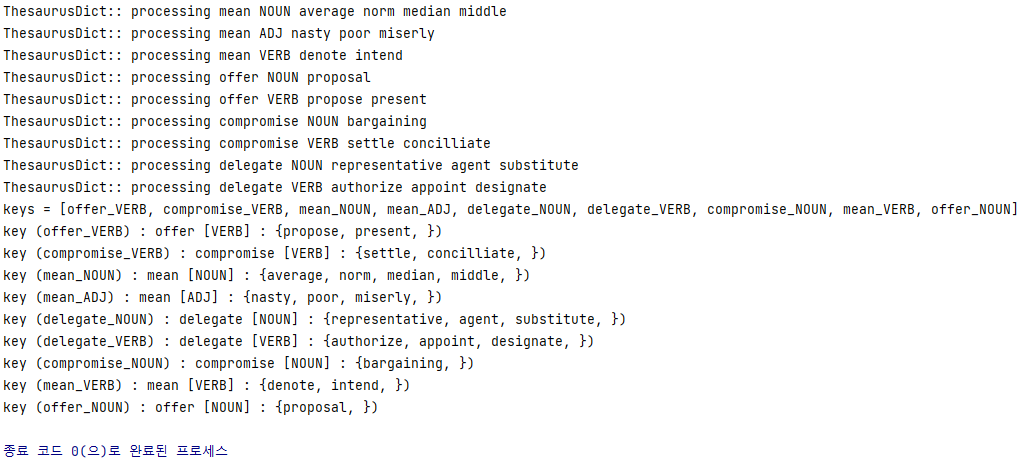 ThesaurusDict:: processing mean NOUN average norm median middle
ThesaurusDict:: processing mean ADJ nasty poor miserly
ThesaurusDict:: processing mean VERB denote intend
ThesaurusDict:: processing offer NOUN proposal
ThesaurusDict:: processing offer VERB propose present
ThesaurusDict:: processing compromise NOUN bargaining
ThesaurusDict:: processing compromise VERB settle concilliate
ThesaurusDict:: processing delegate NOUN representative agent substitute
ThesaurusDict:: processing delegate VERB authorize appoint designate
keys = [offer_VERB, compromise_VERB, mean_NOUN, mean_ADJ, delegate_NOUN, delegate_VERB, compromise_NOUN, mean_VERB, offer_NOUN]
key (offer_VERB) : offer [VERB] : {propose, present, })
key (compromise_VERB) : compromise [VERB] : {settle, concilliate, })
key (mean_NOUN) : mean [NOUN] : {average, norm, median, middle, })
key (mean_ADJ) : mean [ADJ] : {nasty, poor, miserly, })
key (delegate_NOUN) : delegate [NOUN] : {representative, agent, substitute, })
key (delegate_VERB) : delegate [VERB] : {authorize, appoint, designate, })
key (compromise_NOUN) : compromise [NOUN] : {bargaining, })
key (mean_VERB) : mean [VERB] : {denote, intend, })
key (offer_NOUN) : offer [NOUN] : {proposal, })
종료 코드 0(으)로 완료된 프로세스